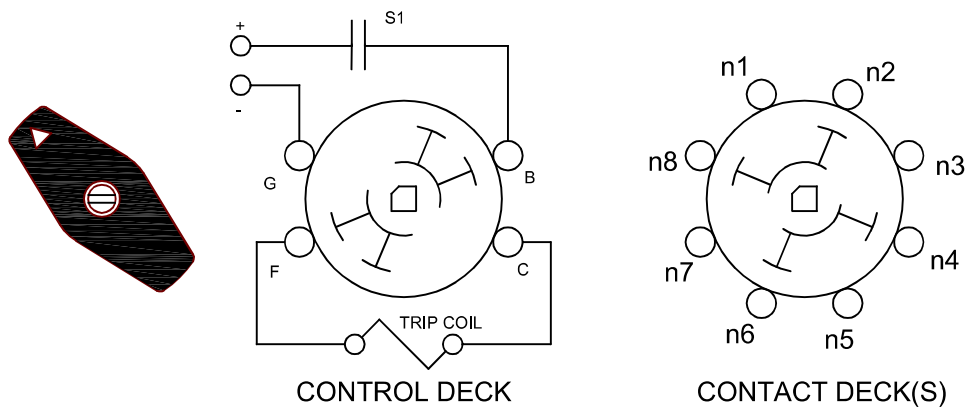 S1
+
-
G
B
F
C
TRIP COIL
CONTROL DECK
n1
n2
n8
n3
n7
n4
n6
n5
CONTACT DECK(S)